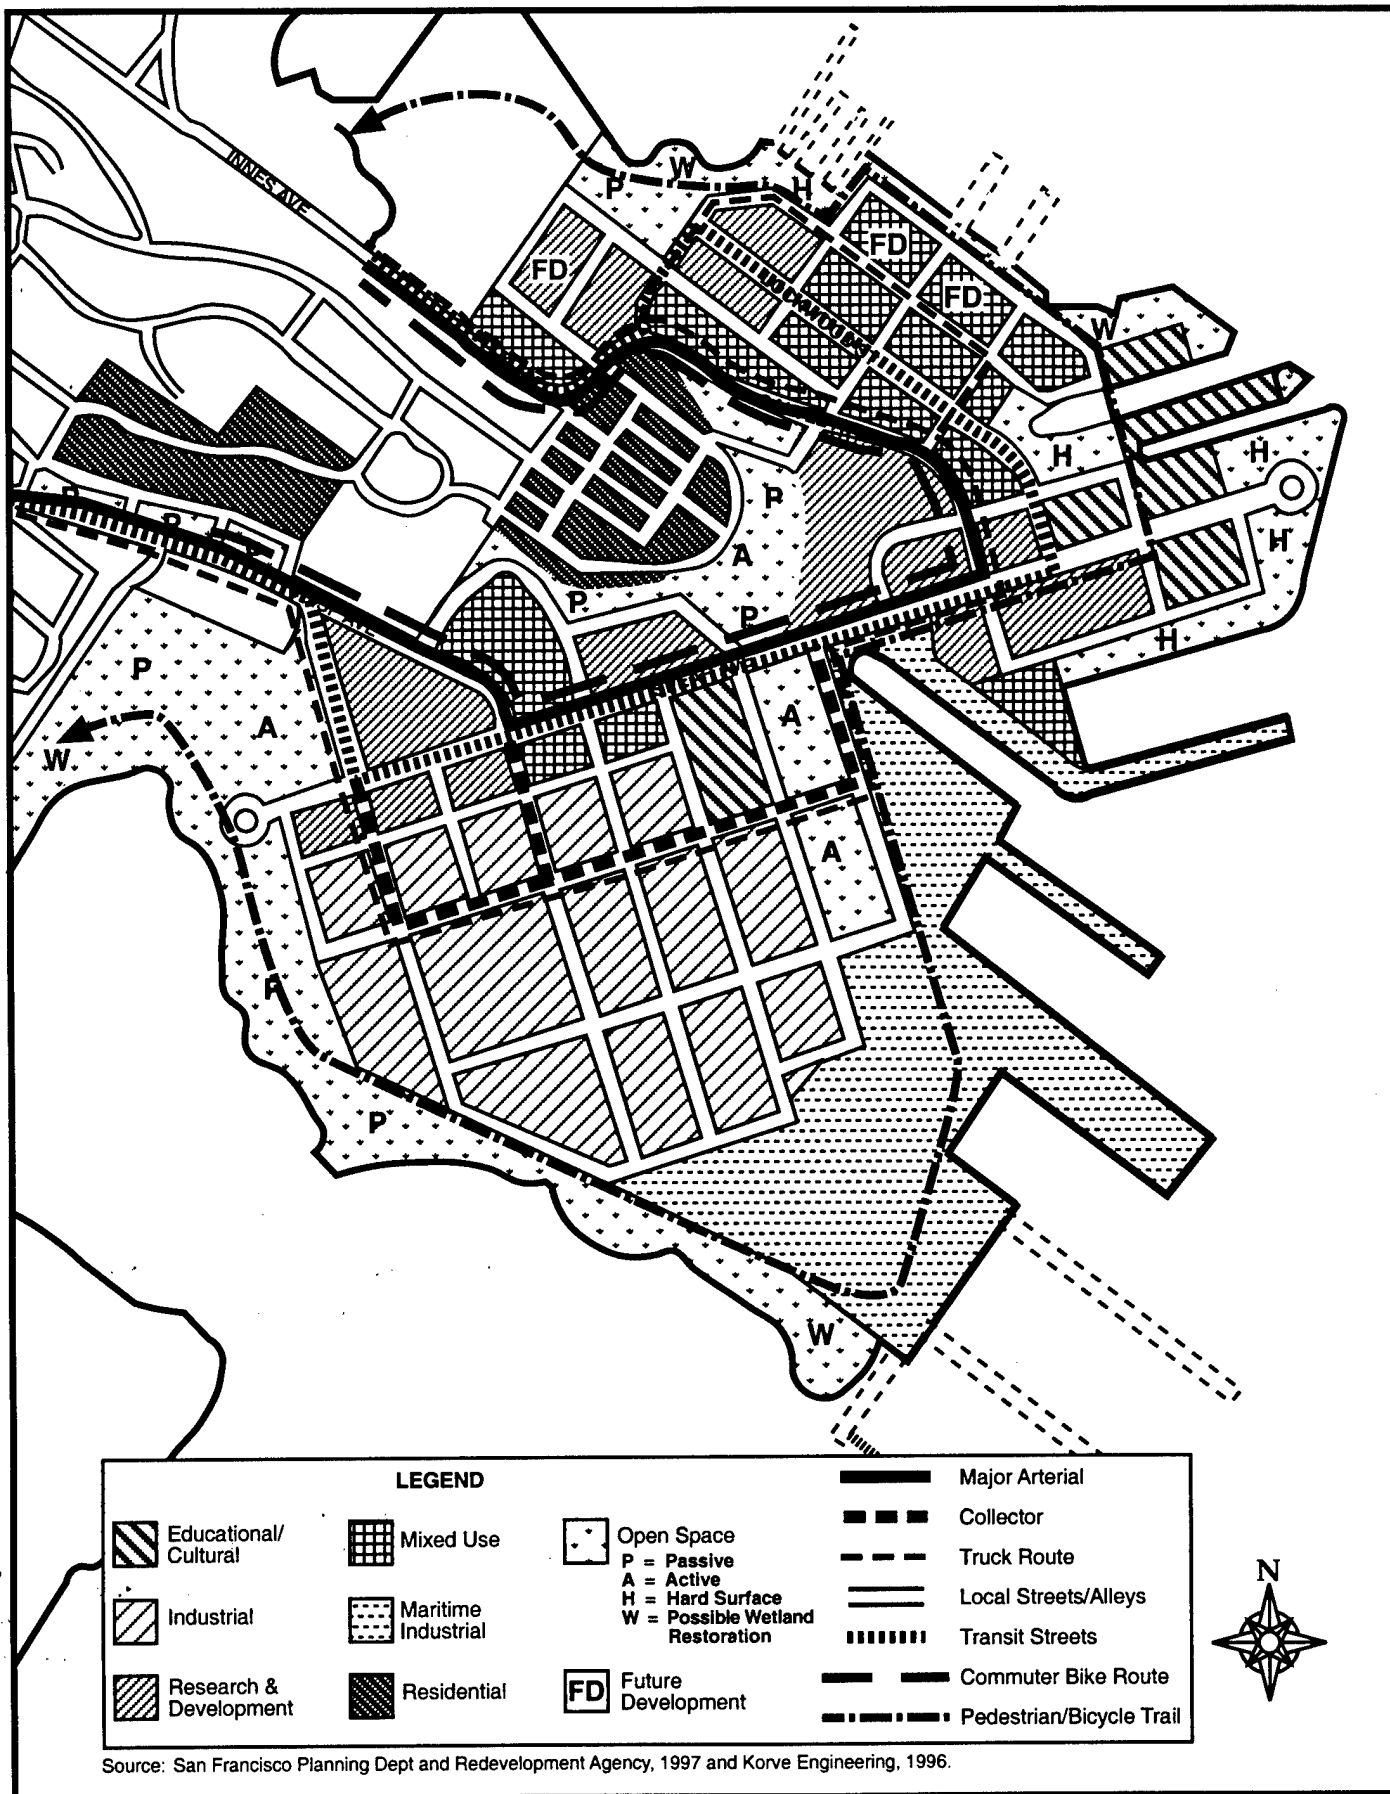 INNES AVE
W
P
H
FD
FD
FD
W
H
H
P
H
A
P
P
H
P
P
A
A
W
A
P
P
W
LEGEND
Educational/
Cultural
Industrial
Research &
Development
Mixed Use
Maritime
Industrial
Residential
Open Space
P = Passive
A = Active
H = Hard Surface
W = Possible Wetland
Restoration
FD
Future
Development
Major Arterial
Collector
Truck Route
Local Streets/Alleys
Transit Streets
Commuter Bike Route
Pedestrian/Bicycle Trail
N
Source: San Francisco Planning Dept and Redevelopment Agency, 1997 and Korve Engineering, 1996.